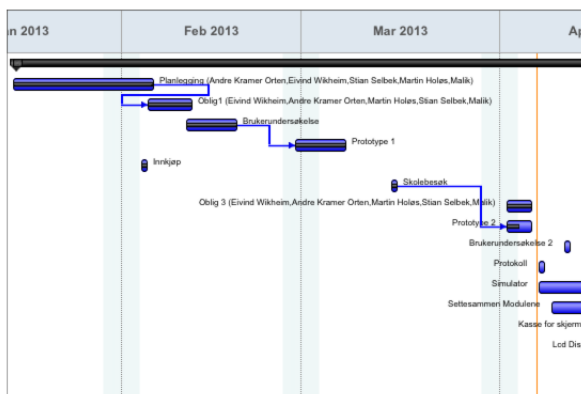 n 2013 Feb 2013 Mar 2013 Ap
Planlegging (Andre Kramer Orten,Eivind Wikheim,Stian Selbek,Martin Holøs,Malik)
Oblig1 (Eivind Wikheim,Andre Kramer Orten,Martin Holøs,Stian Selbek,Malik)
Brukerundersøkelse
Prototype 1
Innkjøp
Skolebesøk
Oblig 3 (Eivind Wikheim,Andre Kramer Orten,Martin Holøs,Stian Selbek,Malik)
Prototype 2
Brukerundersøkelse 2
Protokoll
Simulator
Settesammen Modulene
Kasse for skjerm
Lcd Dis